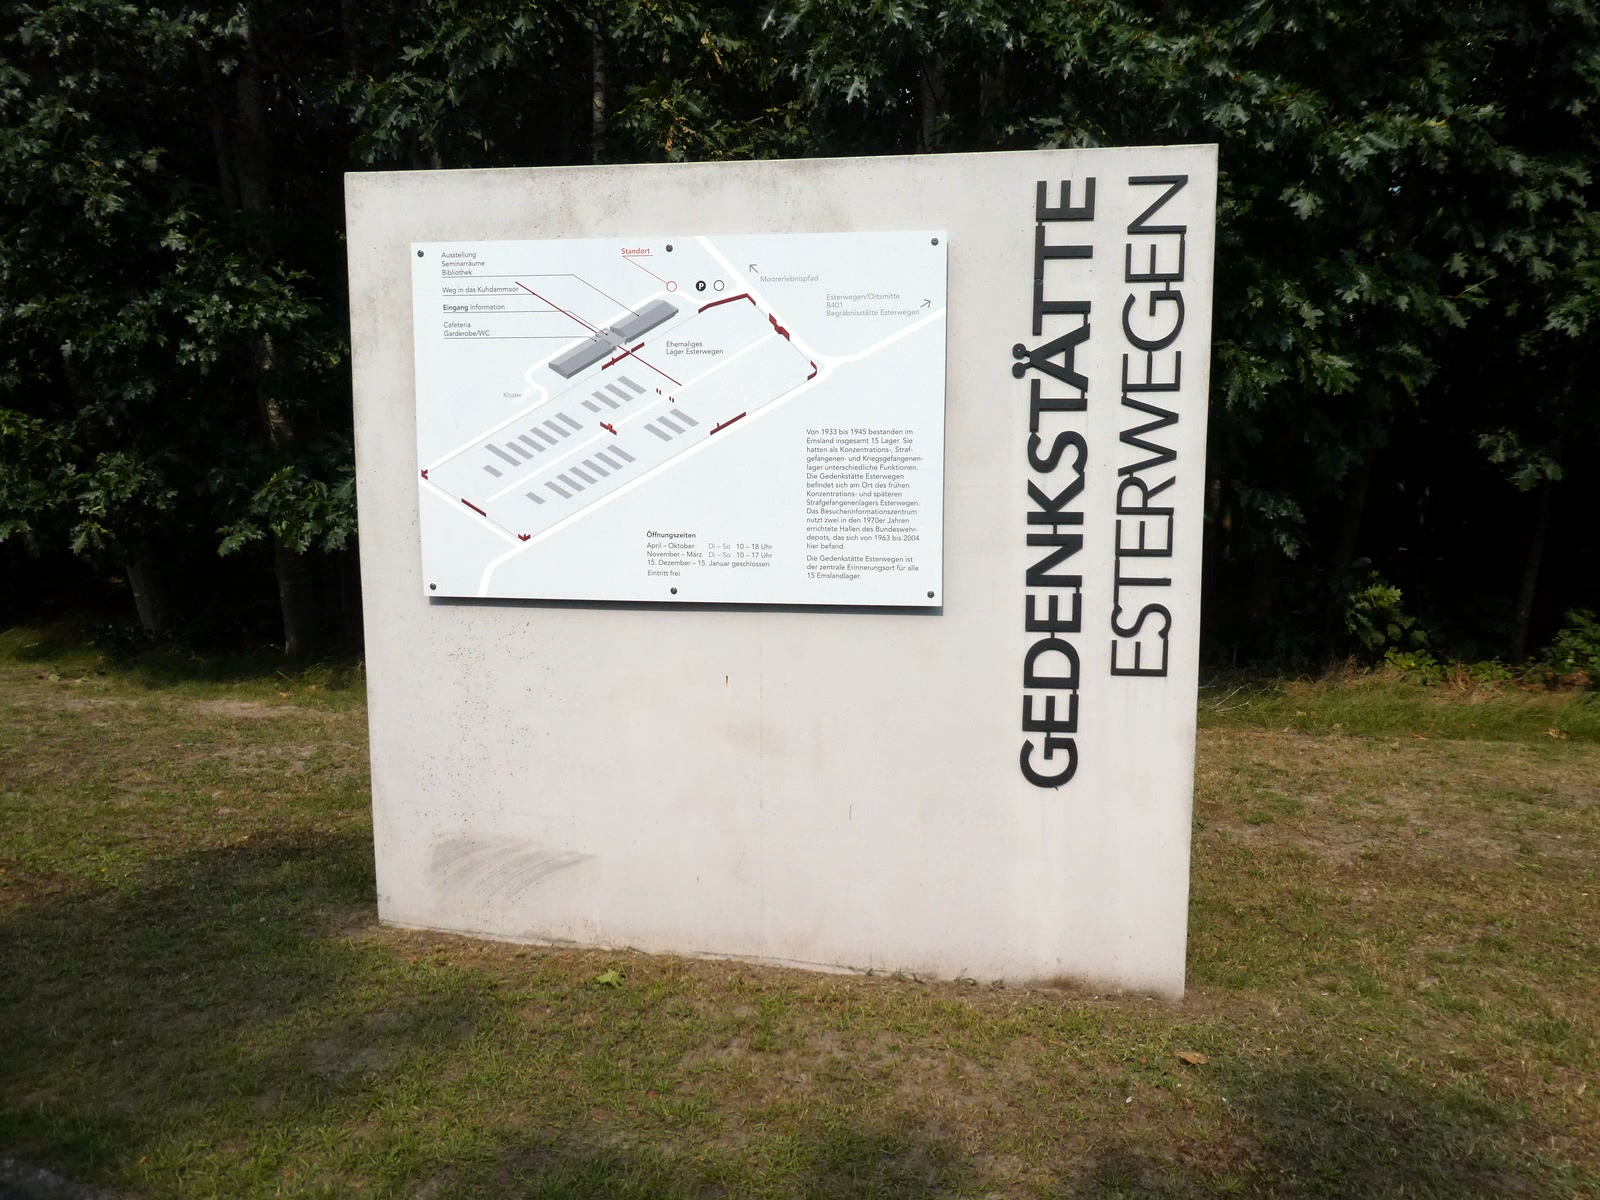 Ausstellung
Seminarräume
Bibliothek
Weg in das Kuhdammoor
Eingang Information
Cafeteria
Garderobe/WC
Standort
P
Moorerlebnispfad
Esterwegen/Ortsmitte
B401
Begräbnisstätte Esterwegen
Ehemaliges
Lager Esterwegen
Kloster
Von 1933 bis 1945 bestanden im
Emsland insgesamt 15 Lager. Sie
hatten als Konzentrations-, Straf-
gefangenen- und Kriegsgefangenen-
lager unterschiedliche Funktionen.
Die Gedenkstätte Esterwegen
befindet sich am Ort des frühen
Konzentrations- und späteren
Strafgefangenenlagers Esterwegen.
Das Besucherinformationszentrum
nutzt zwei in den 1970er Jahren
errichtete Hallen des Bundeswehr-
depots, das sich von 1963 bis 2004
hier befand.
Die Gedenkstätte Esterwegen ist
der zentrale Erinnerungsort für alle
15 Emslandlager.
Öffnungszeiten
April – Oktober Di – So 10 – 18 Uhr
November – März Di – So 10 – 17 Uhr
15. Dezember – 15. Januar geschlossen
Eintritt frei
GEDENKSTÄTTE
ESTERWEGEN